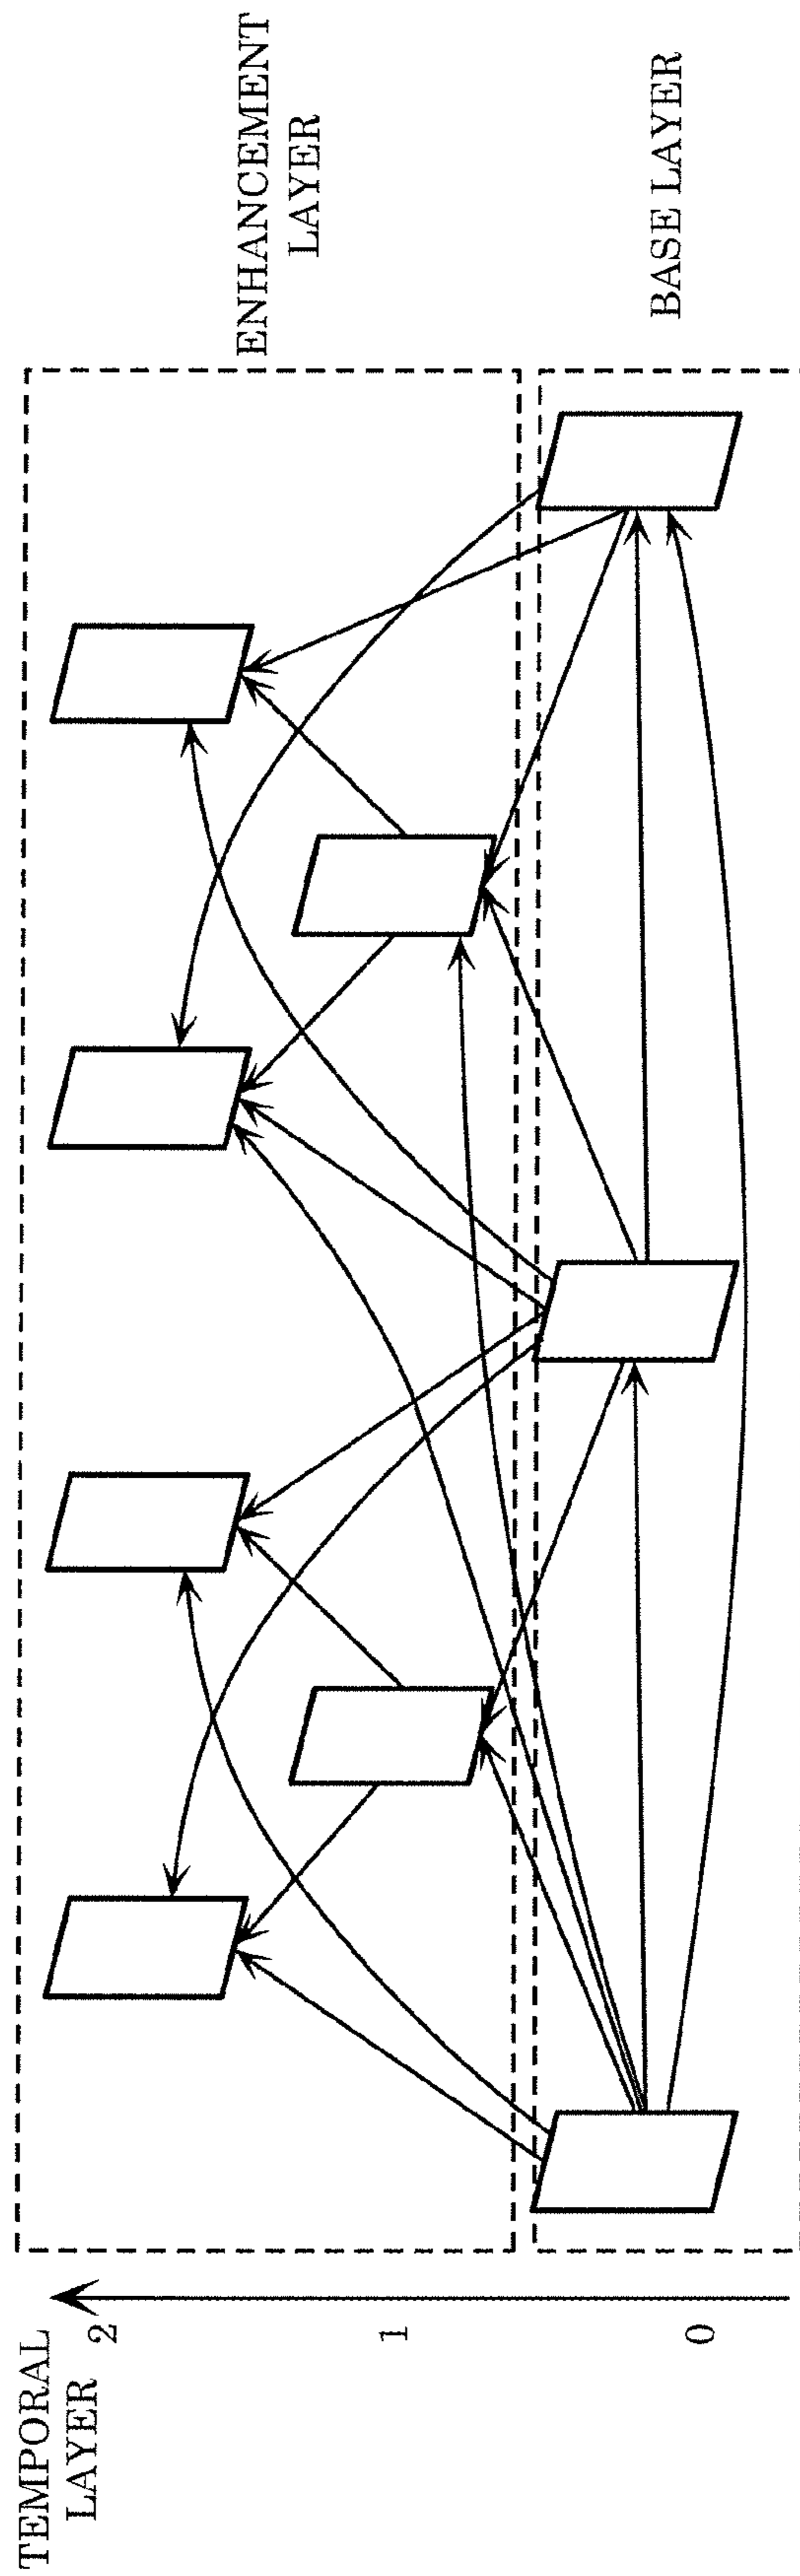 TEMPORAL
LAYER
2
1
0
ENHANCEMENT
LAYER
BASE LAYER